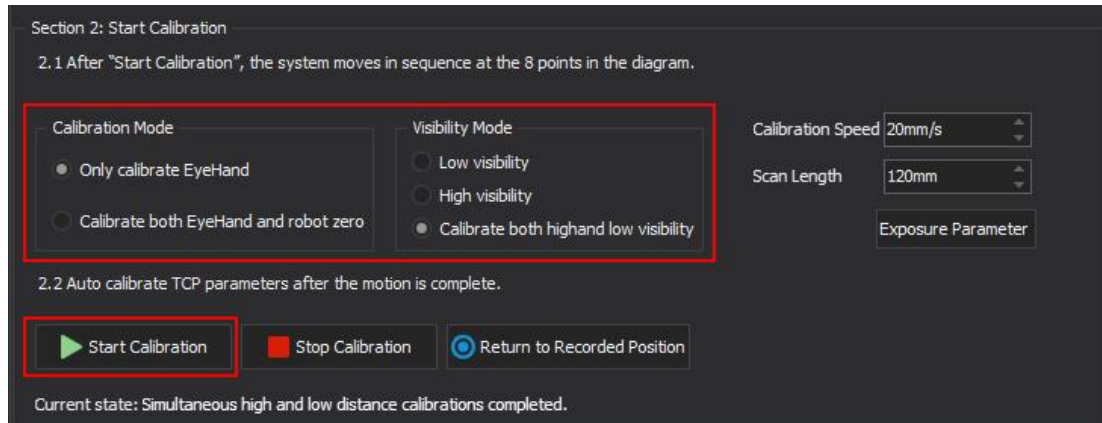 Section 2: Start Calibration
2.1 After "Start Calibration", the system moves in sequence at the 8 points in the diagram.
Calibration Mode
Only calibrate EyeHand
Calibrate both EyeHand and robot zero
Visibility Mode
Low visibility
High visibility
Calibrate both highand low visibility
Calibration Speed 20mm/s
Scan Length 120mm
Exposure Parameter
2.2 Auto calibrate TCP parameters after the motion is complete.
Start Calibration Stop Calibration Return to Recorded Position
Current state: Simultaneous high and low distance calibrations completed.